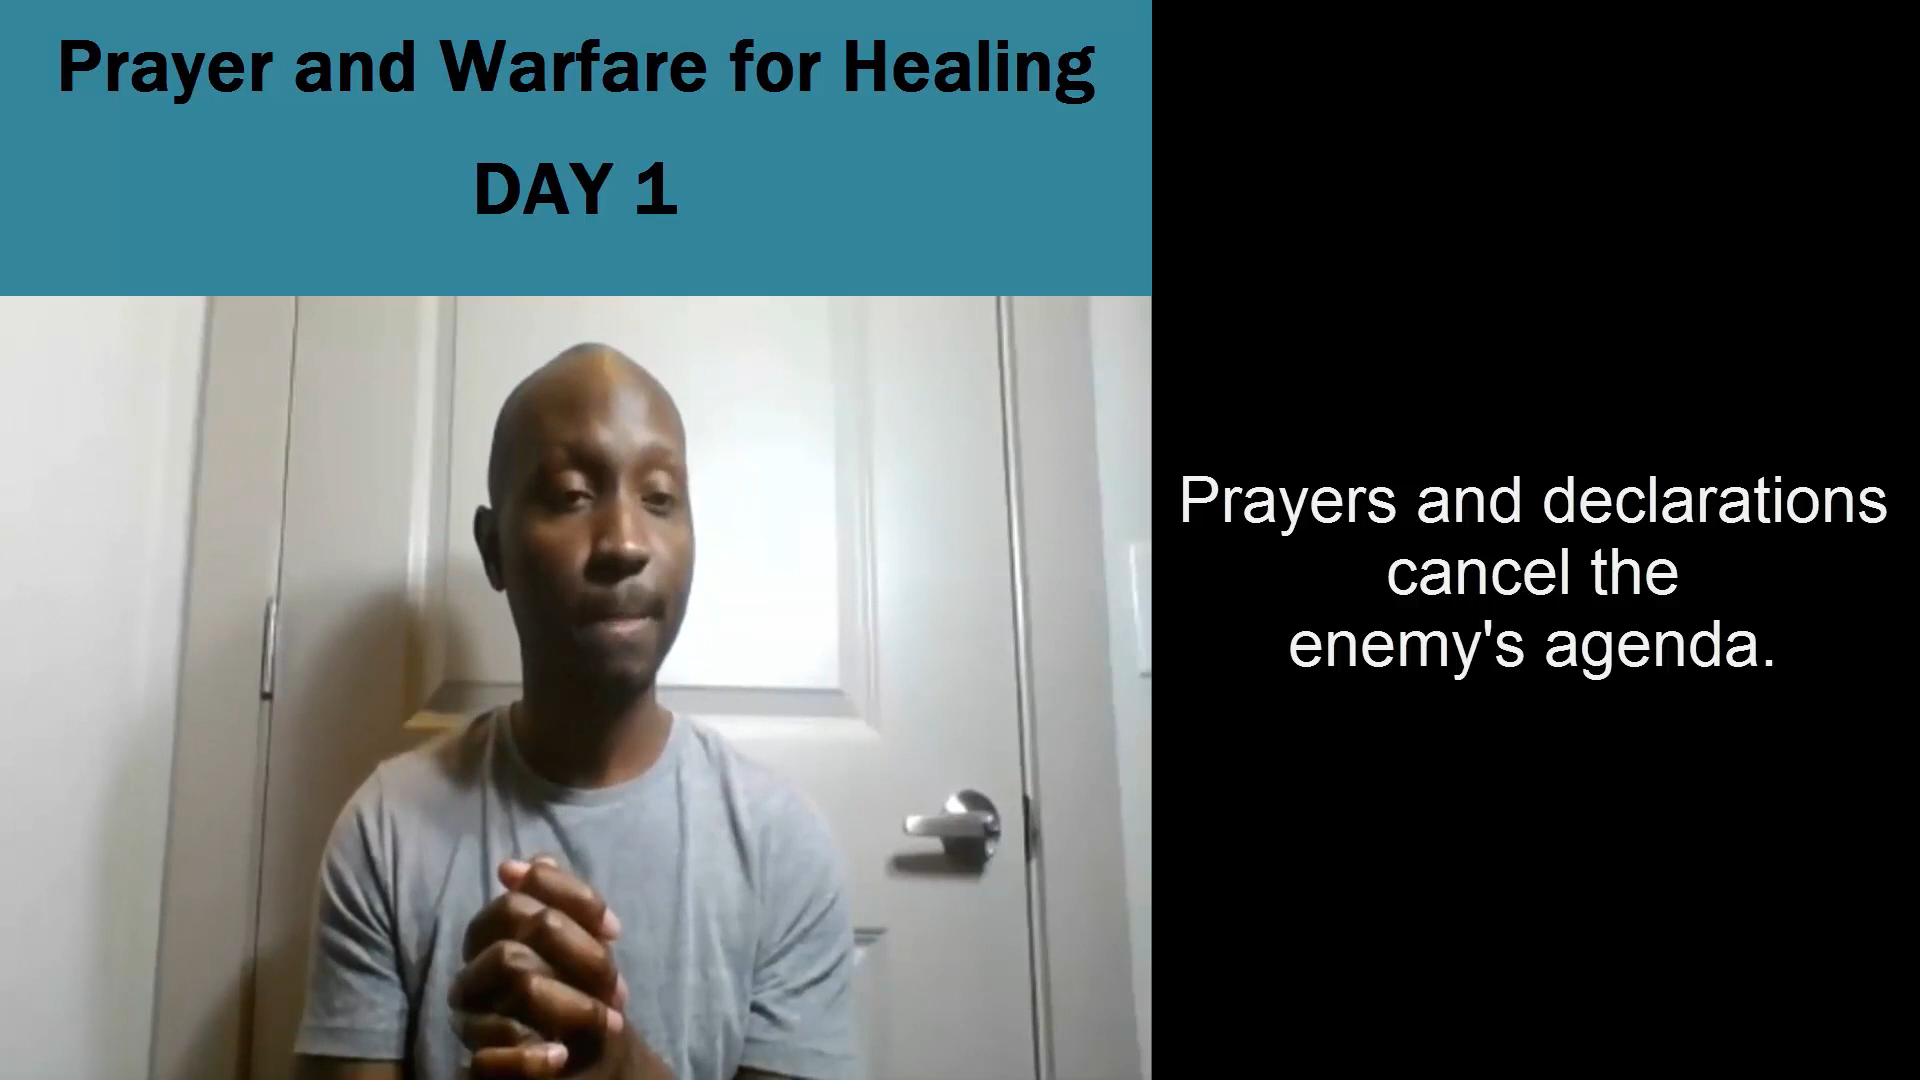 Prayer and Warfare for Healing
DAY 1
Prayers and declarations
cancel the
enemy's agenda.